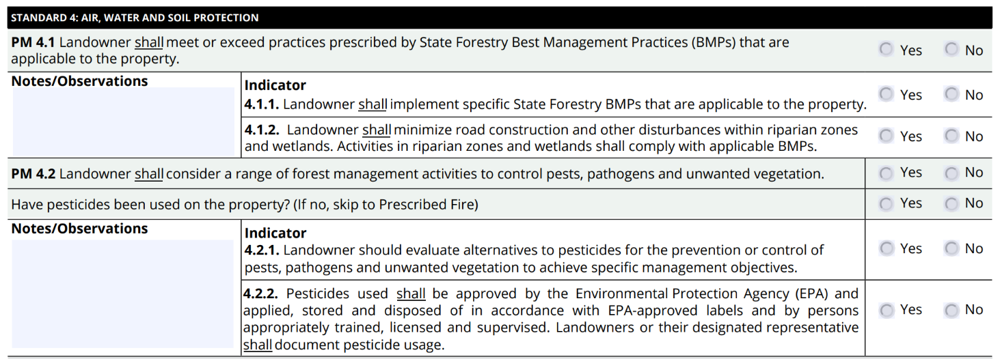 STANDARD 4: AIR, WATER AND SOIL PROTECTION
PM 4.1 Landowner shall meet or exceed practices prescribed by State Forestry Best Management Practices (BMPs) that are
applicable to the property.
Yes No
Notes/Observations
Indicator
4.1.1. Landowner shall implement specific State Forestry BMPs that are applicable to the property.
Yes No
4.1.2. Landowner shall minimize road construction and other disturbances within riparian zones
and wetlands. Activities in riparian zones and wetlands shall comply with applicable BMPs.
Yes No
PM 4.2 Landowner shall consider a range of forest management activities to control pests, pathogens and unwanted vegetation.
Yes No
Have pesticides been used on the property? (If no, skip to Prescribed Fire)
Yes No
Notes/Observations
Indicator
4.2.1. Landowner should evaluate alternatives to pesticides for the prevention or control of
pests, pathogens and unwanted vegetation to achieve specific management objectives.
Yes No
4.2.2. Pesticides used shall be approved by the Environmental Protection Agency (EPA) and
applied, stored and disposed of in accordance with EPA-approved labels and by persons
appropriately trained, licensed and supervised. Landowners or their designated representative
shall document pesticide usage.
Yes No